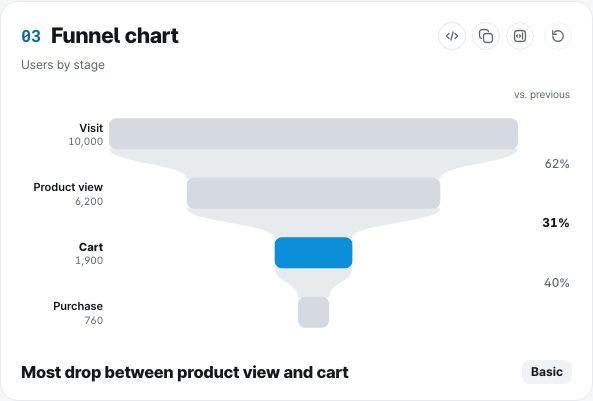 03 Funnel chart
Users by stage
vs. previous
Visit
10,000
62%
Product view
6,200
31%
Cart
1,900
40%
Purchase
760
Most drop between product view and cart
Basic